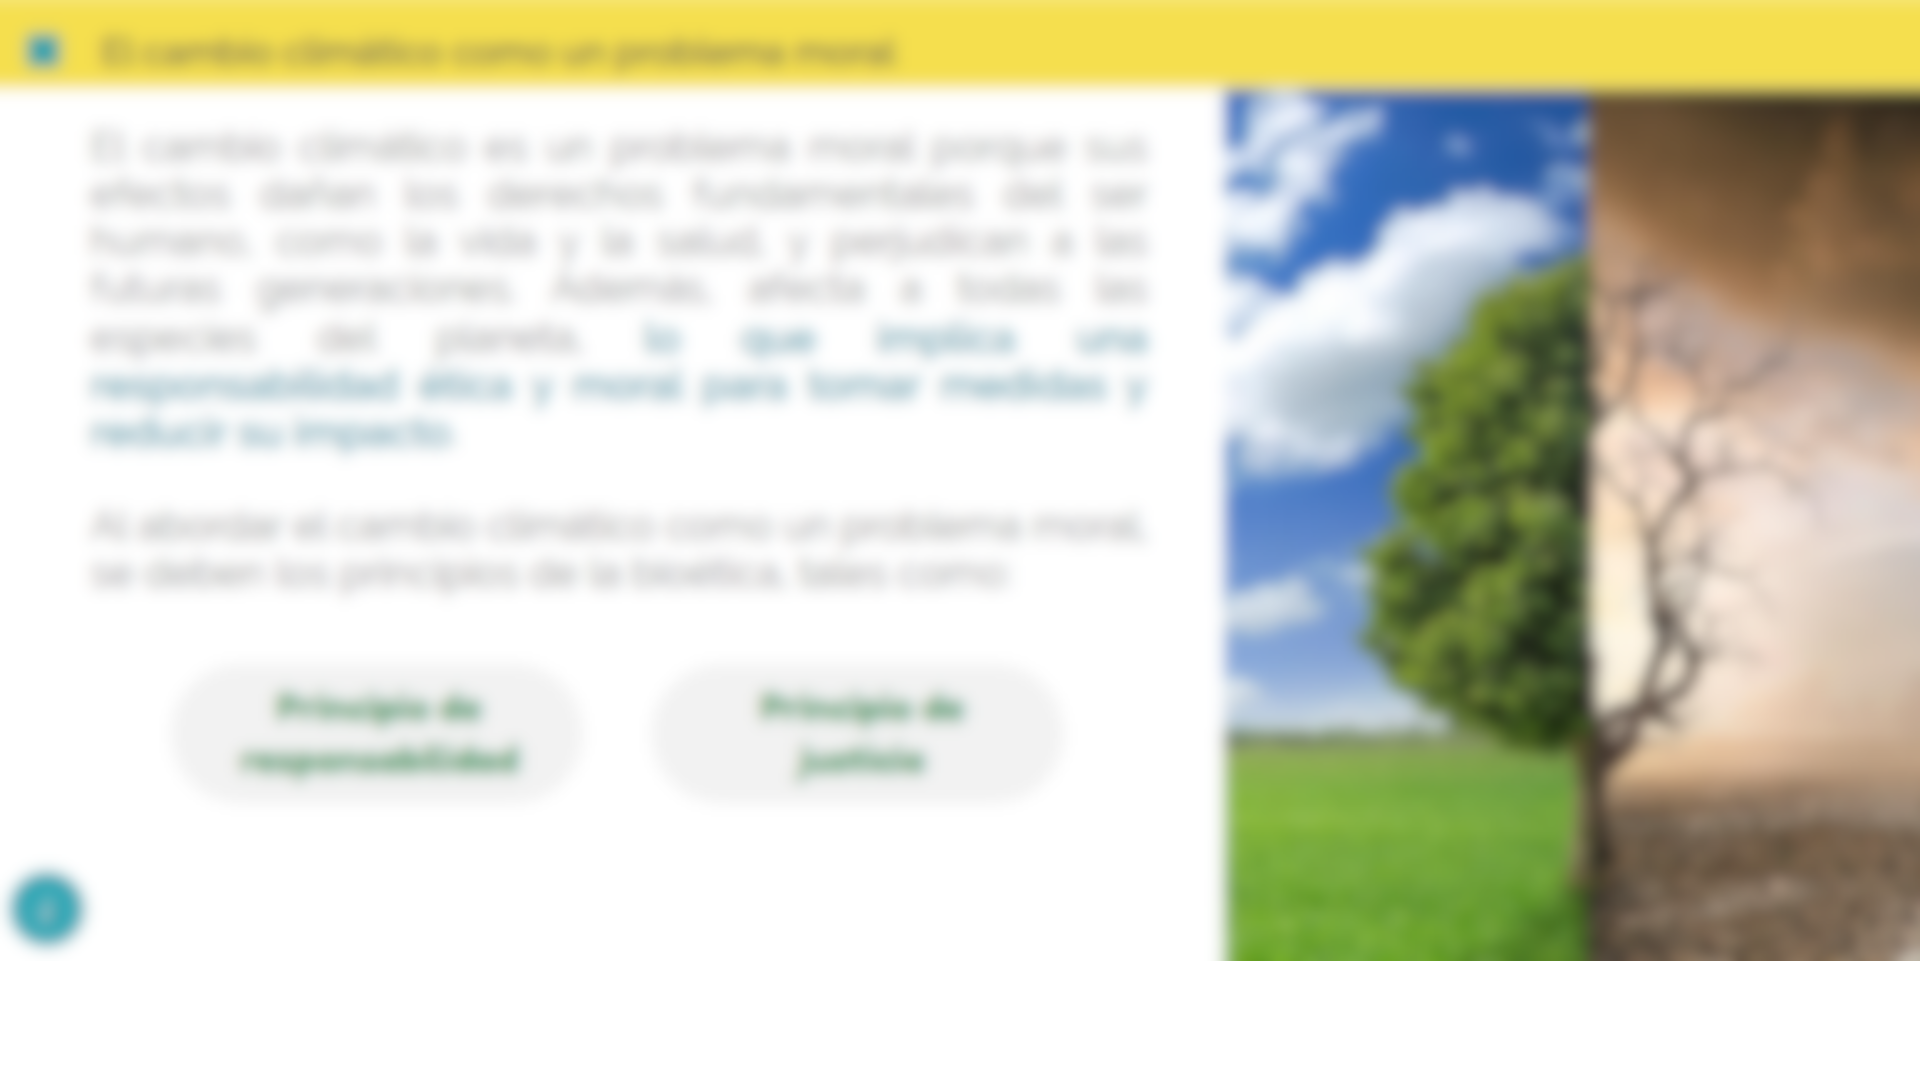 El cambio climático como un problema moral
El cambio climático es un problema moral porque sus
efectos dañan los derechos fundamentales del ser
humano, como la vida y la salud, y perjudican a las
futuras generaciones. Además, afecta a todas las
especies del planeta, lo que implica una
responsabilidad ética y moral para tomar medidas y
reducir su impacto.
Al abordar el cambio climático como un problema moral,
se deben los principios de la bioética, tales como:
Principio de
responsabilidad
Principio de
justicia